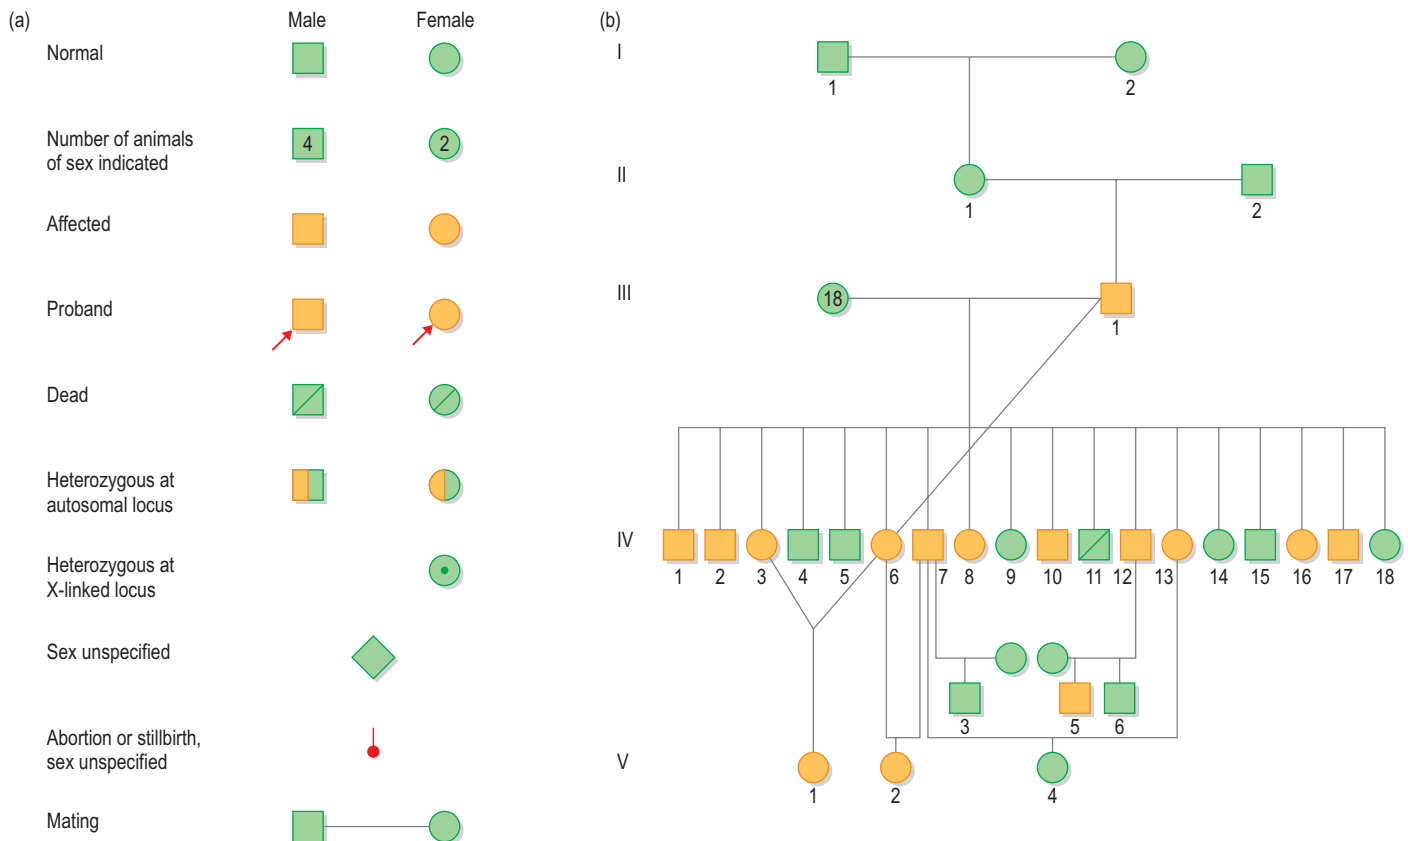 (a)
Male Female
Normal
Number of animals
of sex indicated
4 2
Affected
Proband
Dead
Heterozygous at
autosomal locus
Heterozygous at
X-linked locus
Sex unspecified
Abortion or stillbirth,
sex unspecified
Mating
(b)
I
1 2
II
1 2
III
18
1
IV
1 2 3 4 5 6 7 8 9 10 11 12 13 14 15 16 17 18
3 5 6
V
1 2 4